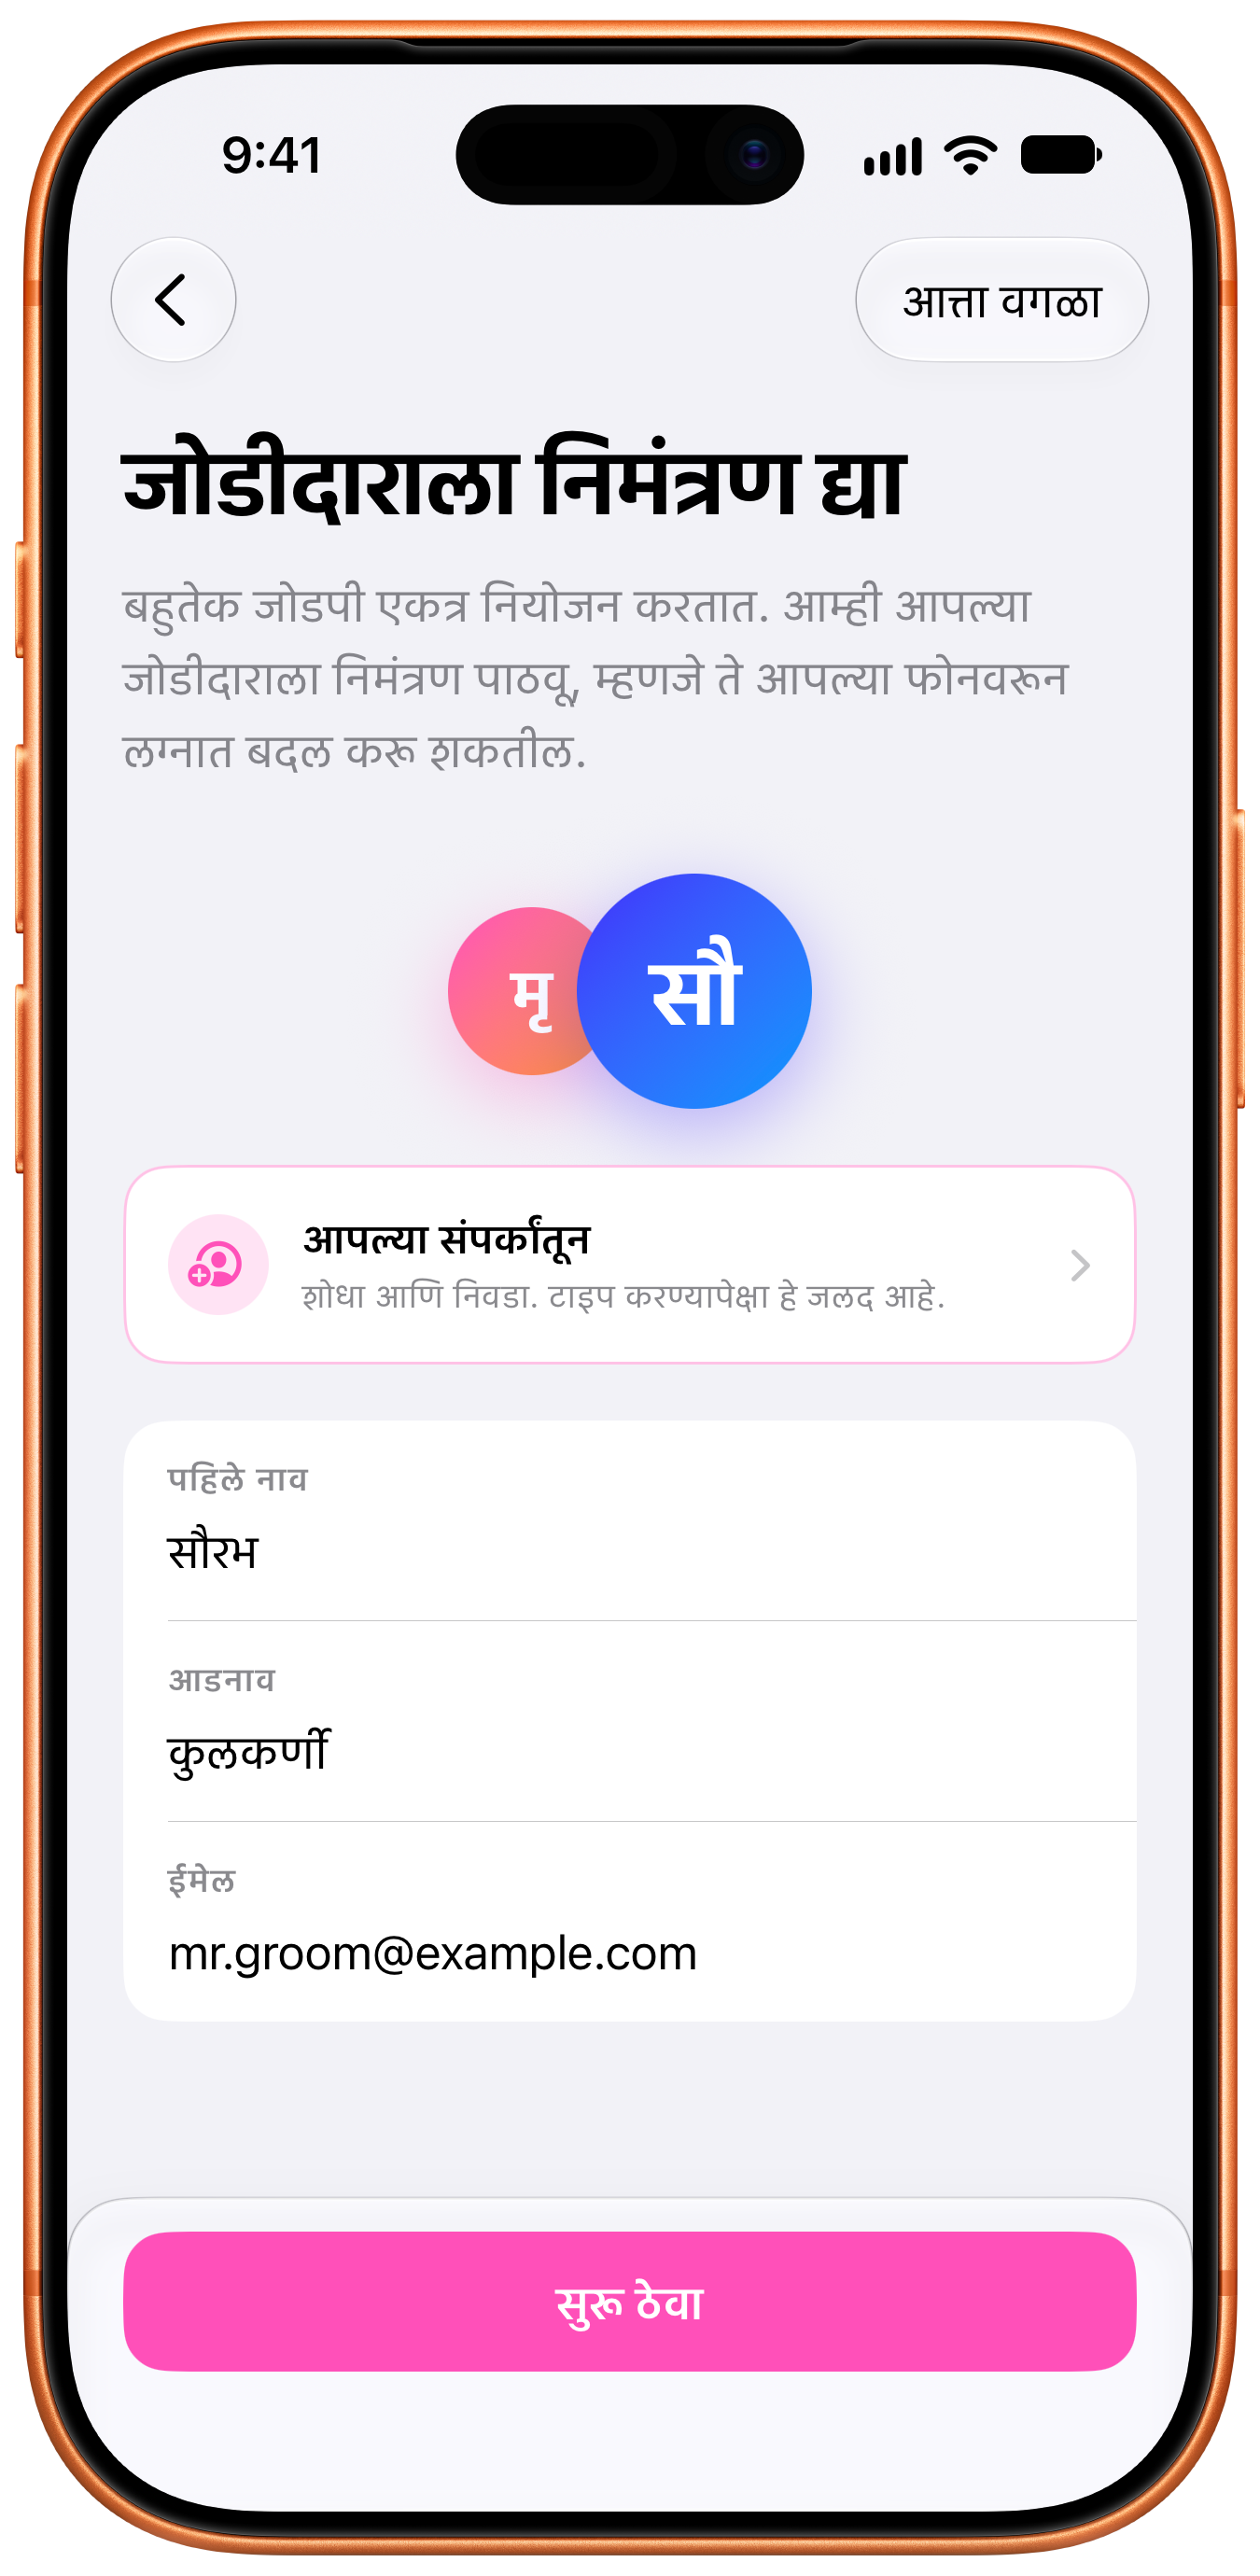 9:41
आत्ता वगळा
जोडीदाराला निमंत्रण द्या
बहुतेक जोडपी एकत्र नियोजन करतात. आम्ही आपल्या
जोडीदाराला निमंत्रण पाठवू, म्हणजे ते आपल्या फोनवरून
लग्नात बदल करू शकतील.
मृ
सौ
आपल्या संपर्कांतून
शोधा आणि निवडा. टाइप करण्यापेक्षा हे जलद आहे.
पहिले नाव
सौरभ
आडनाव
कुलकर्णी
ईमेल
mr.groom@example.com
सुरू ठेवा